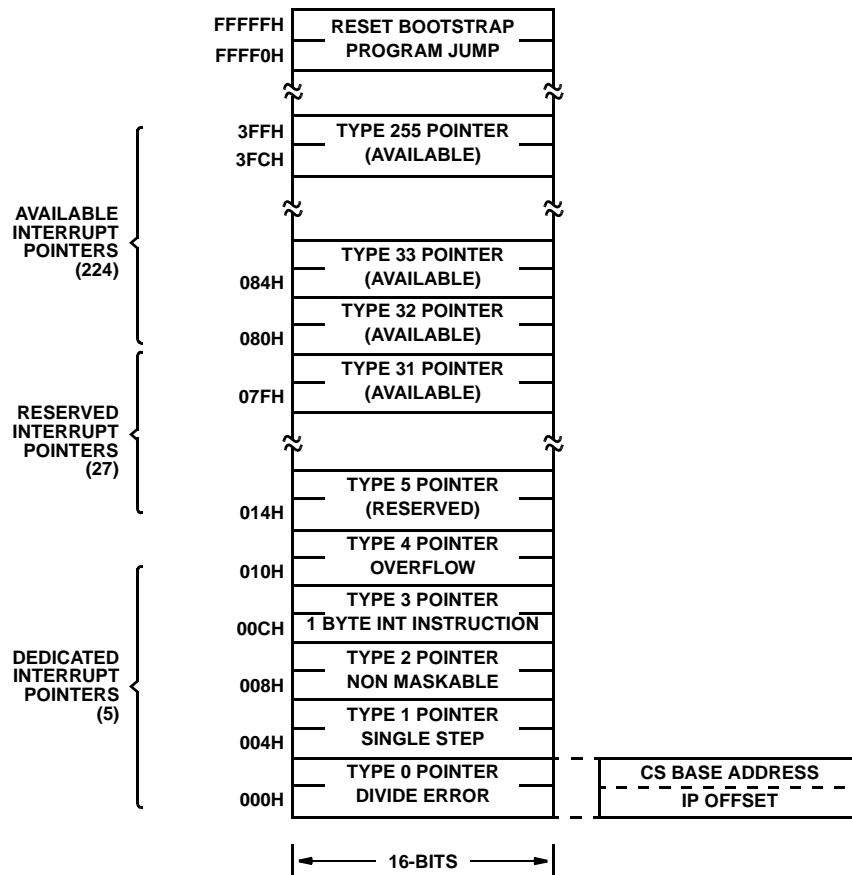 FFFFFH
RESET BOOTSTRAP
FFFF0H
PROGRAM JUMP
3FFH
TYPE 255 POINTER
3FCH
(AVAILABLE)
AVAILABLE
INTERRUPT
POINTERS
(224)
TYPE 33 POINTER
084H
(AVAILABLE)
TYPE 32 POINTER
080H
(AVAILABLE)
TYPE 31 POINTER
07FH
(AVAILABLE)
RESERVED
INTERRUPT
POINTERS
(27)
TYPE 5 POINTER
014H
(RESERVED)
TYPE 4 POINTER
010H
OVERFLOW
TYPE 3 POINTER
00CH
1 BYTE INT INSTRUCTION
DEDICATED
INTERRUPT
POINTERS
(5)
TYPE 2 POINTER
008H
NON MASKABLE
TYPE 1 POINTER
004H
SINGLE STEP
TYPE 0 POINTER
000H
DIVIDE ERROR
CS BASE ADDRESS
IP OFFSET
16-BITS